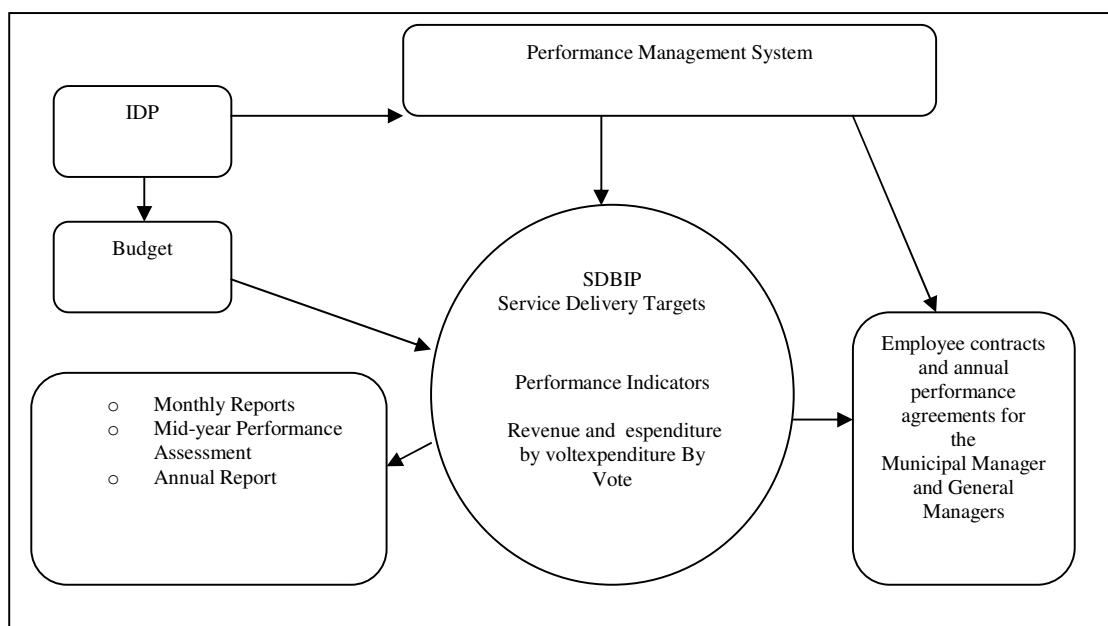 Performance Management System
IDP
Budget
SDBIP
Service Delivery Targets
Performance Indicators
Revenue and espenditure
by voltexpenditure By
Vote
o Monthly Reports
o Mid-year Performance
Assessment
o Annual Report
Employee contracts
and annual
performance
agreements for
the
Municipal Manager
and General
Managers